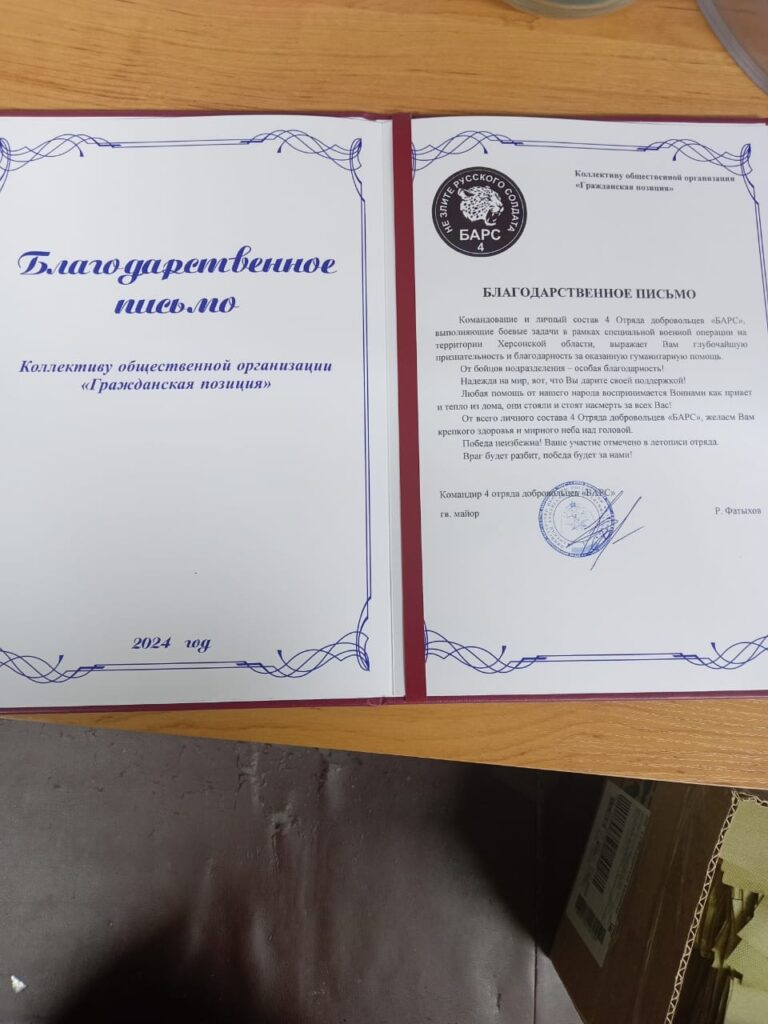 Благодарственное
письмо
Коллективу общественной организации
«Гражданская позиция»
2024 год
НЕ ЗЛИТЕ РУССКОГО СОЛДАТА
БАРС
4
Коллективу общественной организации
«Гражданская позиция»
БЛАГОДАРСТВЕННОЕ ПИСЬМО
Командование и личный состав 4 Отряда добровольцев «БАРС»,
выполняющие боевые задачи в рамках специальной военной операции на
территории Херсонской области, выражает Вам глубочайшую
признательность и благодарность за оказанную гуманитарную помощь.
От бойцов подразделения – особая благодарность!
Надежда на мир, вот, что Вы дарите своей поддержкой!
Любая помощь от нашего народа воспринимается Воинами как привет
и тепло из дома, они стояли и стоят насмерть за всех Вас!
От всего личного состава 4 Отряда добровольцев «БАРС», желаем Вам
крепкого здоровья и мирного неба над головой.
Победа неизбежна! Ваше участие отмечено в летописи отряда.
Враг будет разбит, победа будет за нами!
Командир 4 отряда добровольцев «БАРС»
гв. майор
Р. Фатыхов